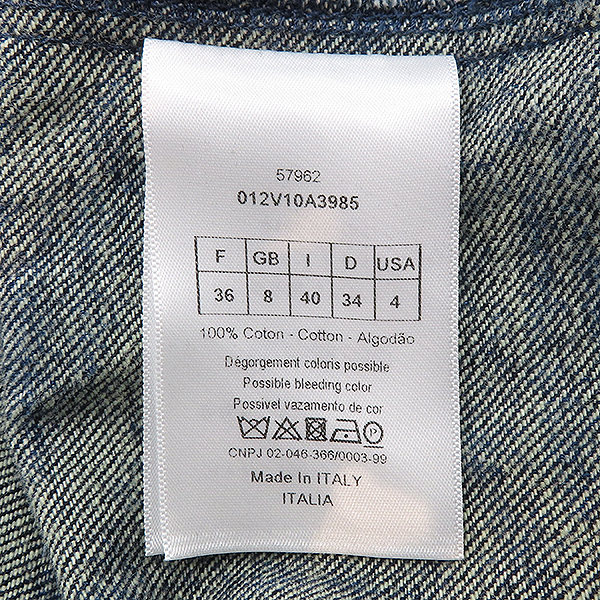 57962
012V10A3985
F GB I D USA
36 8 40 34 4
100% Coton - Cotton - Algodão
Dégorgement coloris possible
Possible bleeding color
Possivel vazamento de cor
P
CNPJ 02-046-366/0003-99
Made In ITALY
ITALIA